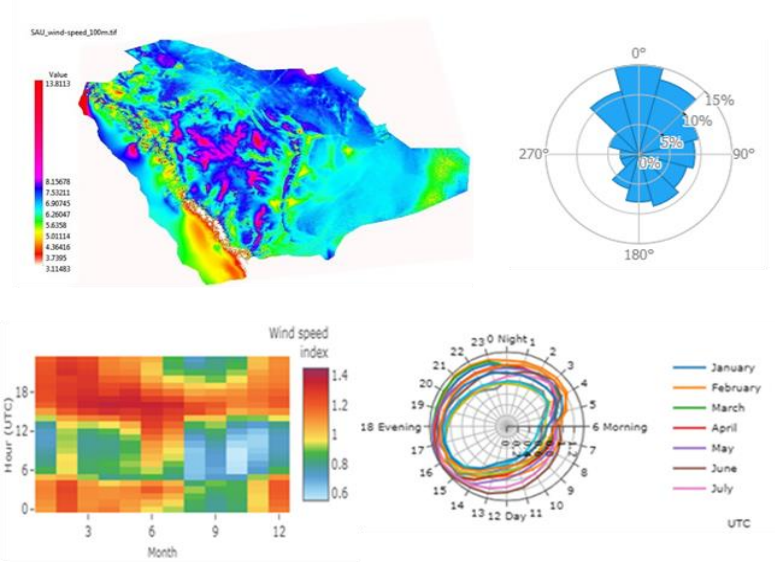 SAU_wind-speed_100m.tif
Value
13.8113
8.15678
7.53211
6.90745
6.26047
5.6358
5.01114
4.36416
3.7395
3.11483
0°
15%
10%
5%
0%
270°
90°
180°
Wind speed
index
1.4
1.2
1
0.8
0.6
18
12
6
0
Hour (UTC)
3
6
9
12
Month
0 Night
1
2
3
4
5
6 Morning
7
8
9
10
11
12 Day
13
14
15
16
17
18 Evening
19
20
21
22
23
January
February
March
April
May
June
July
UTC